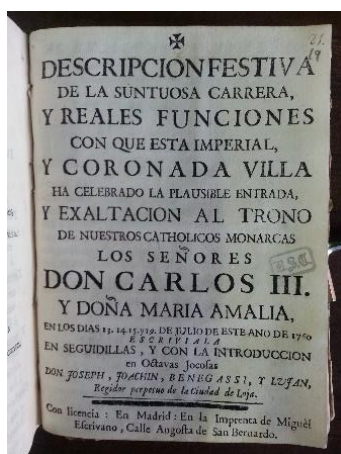 21.
19
DESCRIPCION FESTIVA
DE LA SUNTUOSA CARRERA,
Y REALES FUNCIONES
CON QUE ESTA IMPERIAL,
Y CORONADA VILLA
HA CELEBRADO LA PLAUSIBLE ENTRADA,
Y EXALTACION AL TRONO
DE NUESTROS CATHOLICOS MONARCAS
LOS SEÑORES
DON CARLOS III.
Y DOÑA MARIA AMALIA,
EN LOS DIAS 13. 14. 15. y 19. DE JULIO DE ESTE AÑO DE 1760
ESCRIVIALA
EN SEGUIDILLAS, Y CON LA INTRODUCCION
en Octavas Jocosas
DON JOSEPH, JOACHIN, BENEGASSI, Y LUJAN,
Regidor perpetuo de la Ciudad de Loja.
Con licencia: En Madrid: En la Imprenta de Miguèl
Escrivano, Calle Angosta de San Bernardo.